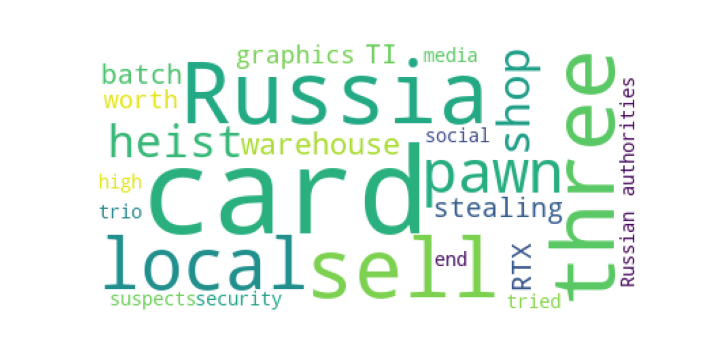 graphics TI media
batch Russia shop
worth
heist warehouse social
high card pawn three
trio stealing
local sell end RTX
suspects security tried
Russian authorities